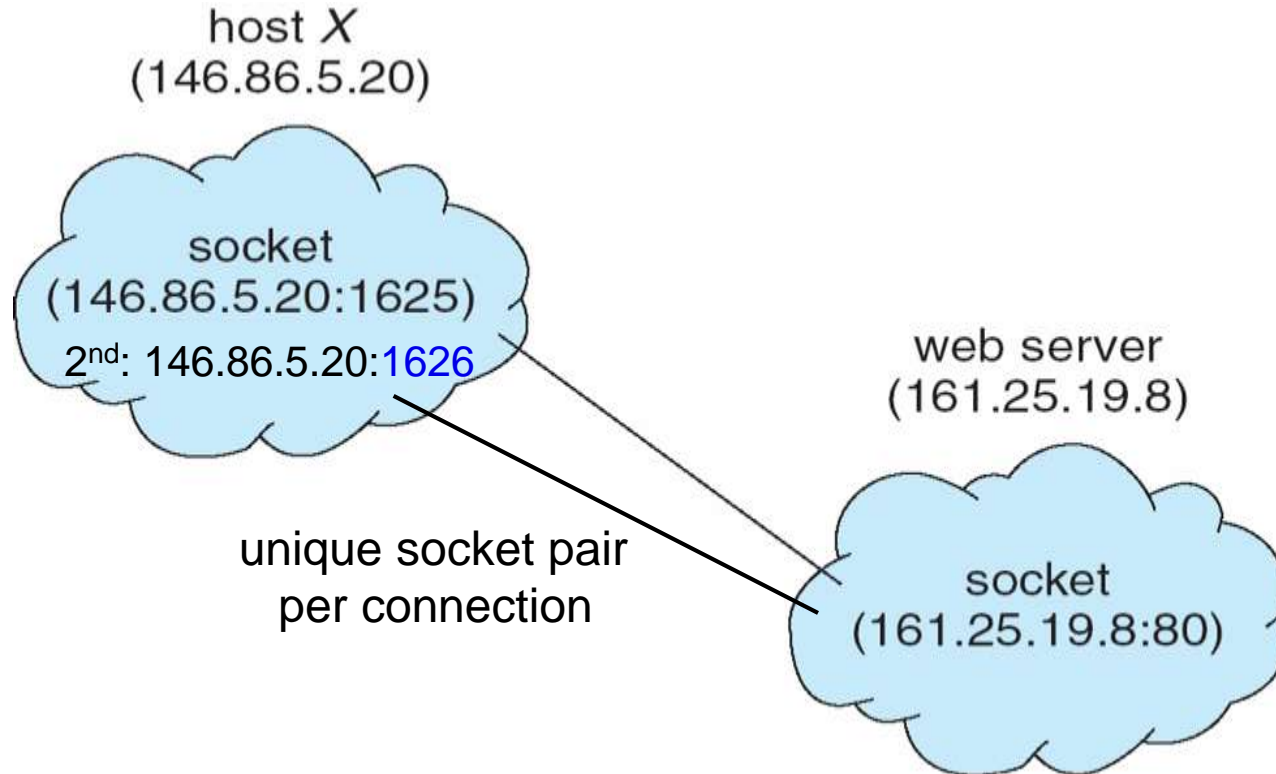 host X
(146.86.5.20)
socket
(146.86.5.20:1625)
2nd: 146.86.5.20:1626
web server
(161.25.19.8)
unique socket pair
per connection
socket
(161.25.19.8:80)